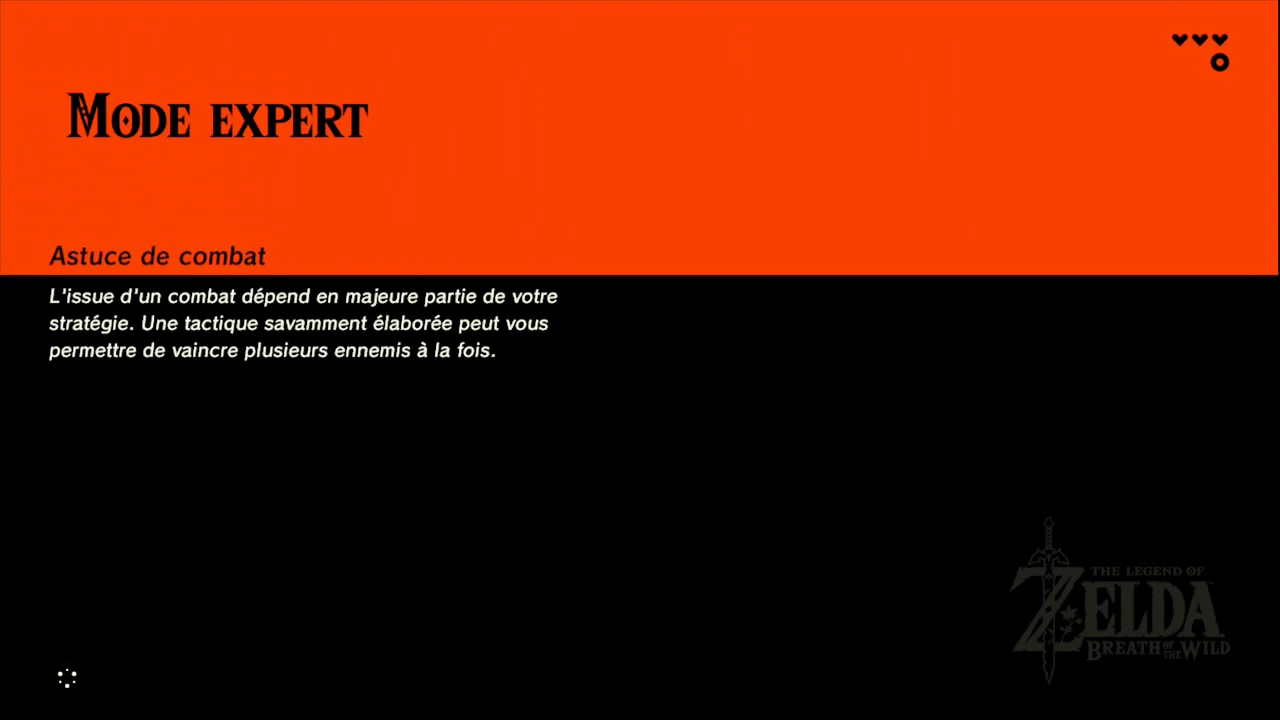 Mode expert
Astuce de combat
L'issue d'un combat dépend en majeure partie de votre
stratégie. Une tactique savamment élaborée peut vous
permettre de vaincre plusieurs ennemis à la fois.
THE LEGEND OF
ZELDA
BREATH OF THE WILD